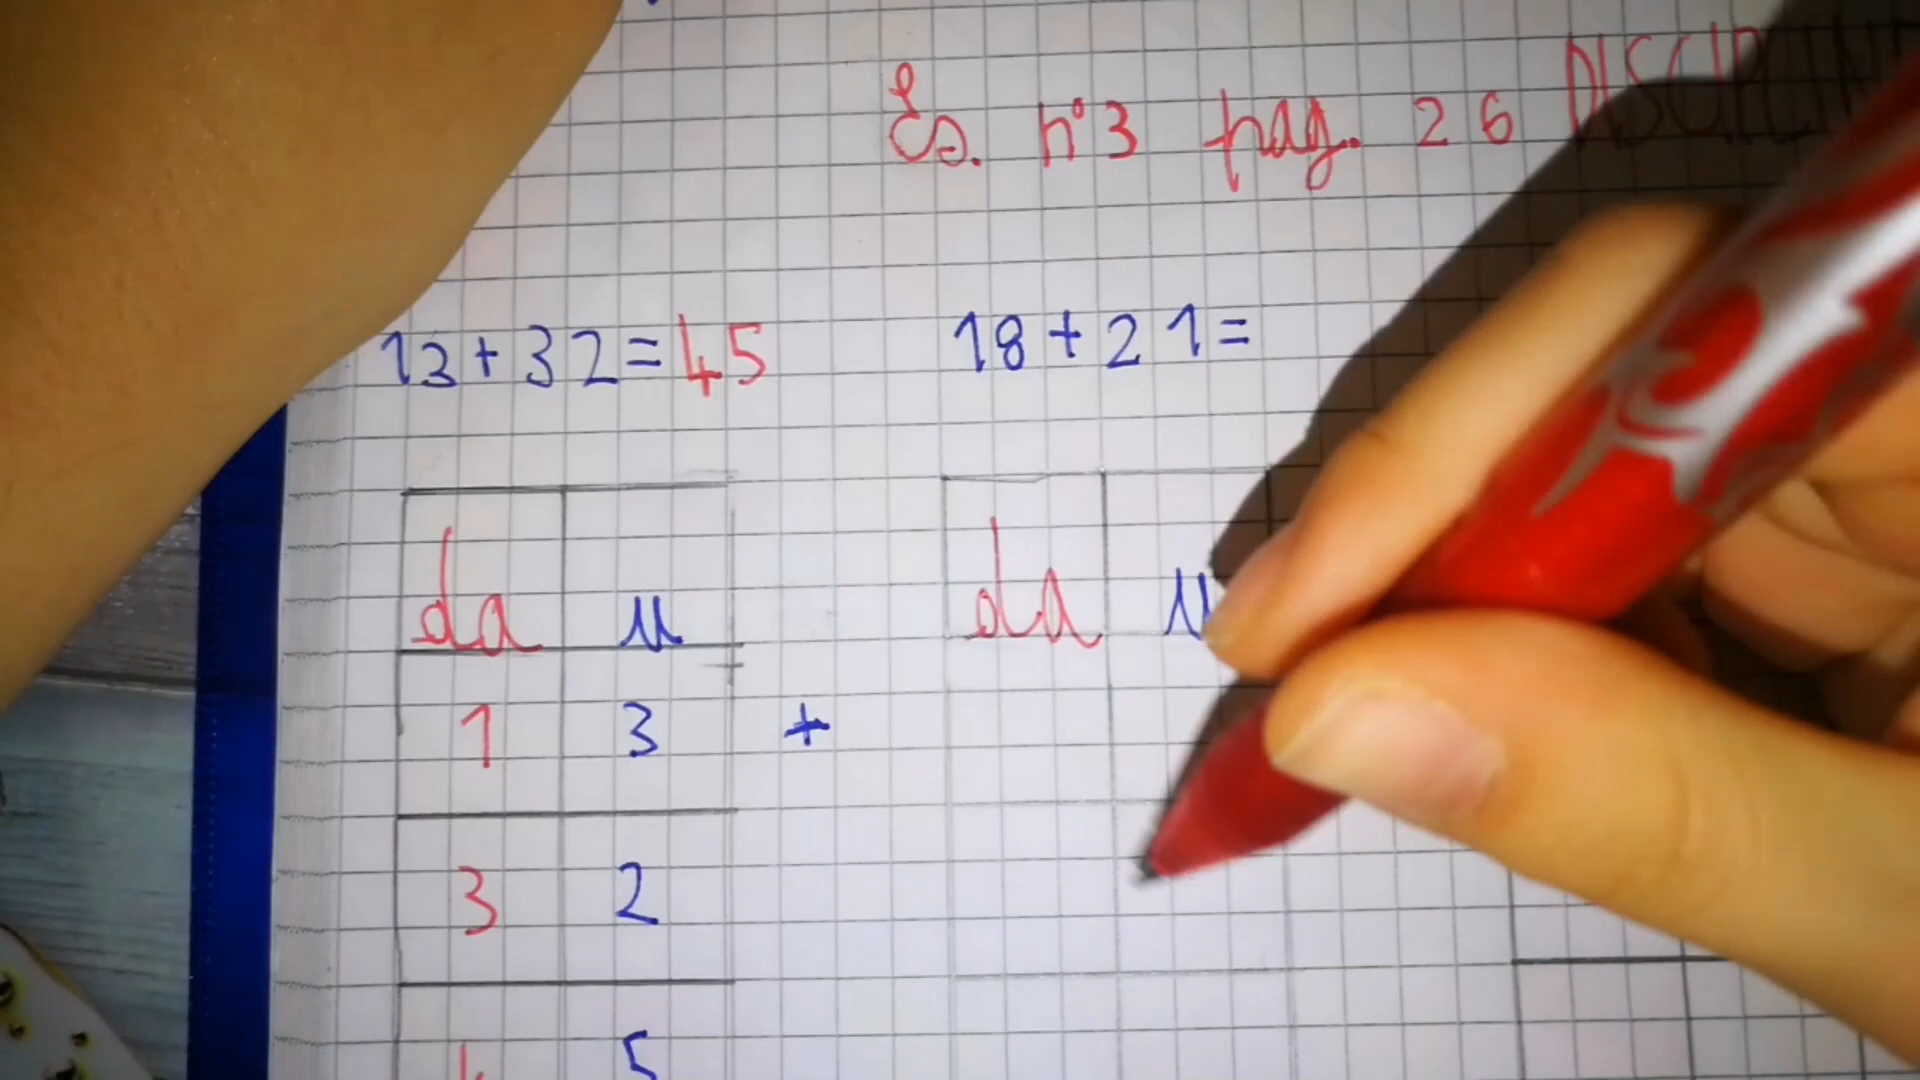 Es. n°3 pag. 26
13+32=45
18+21=
da u
da u
1 3 +
3 2
5